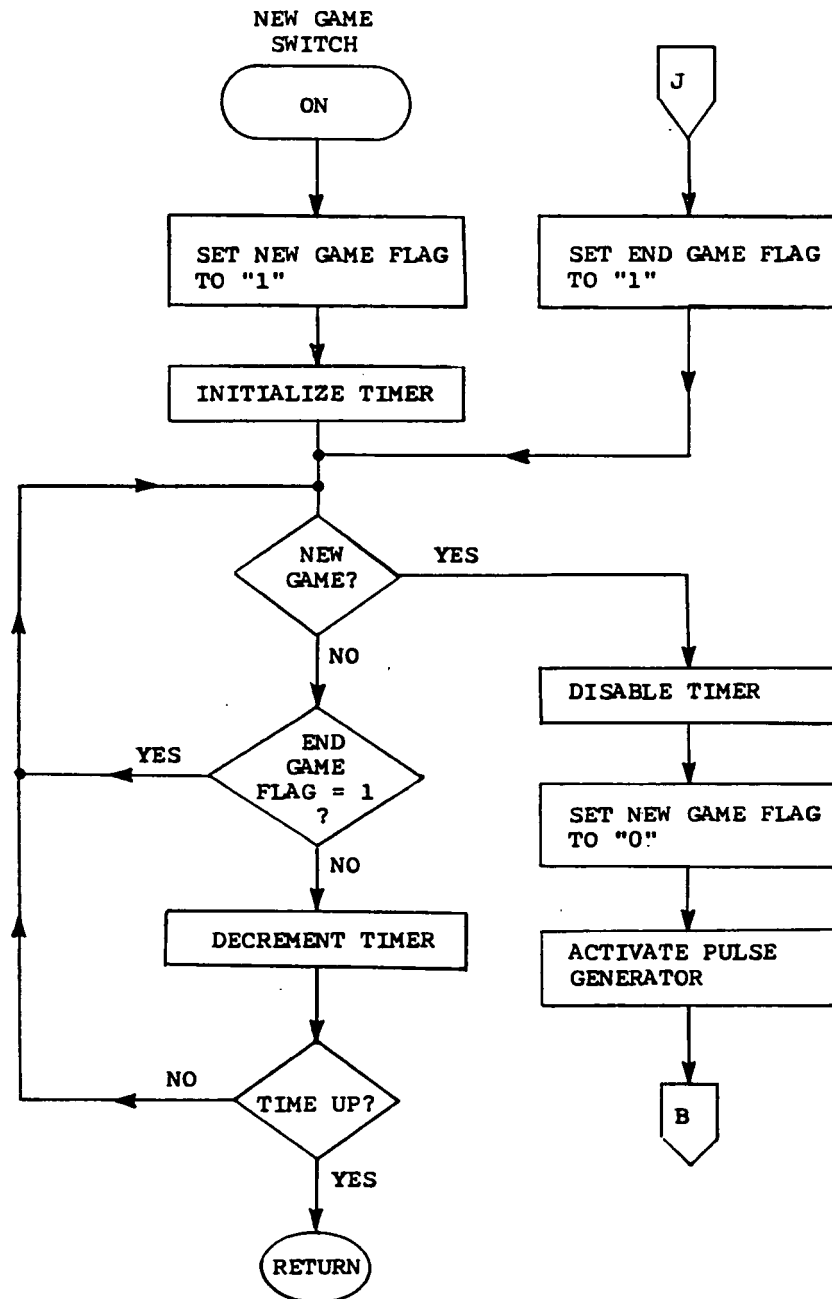 NEW GAME
SWITCH
ON
J
SET NEW GAME FLAG
TO "1"
SET END GAME FLAG
TO "1"
INITIALIZE TIMER
NEW
GAME?
YES
NO
DISABLE TIMER
END
GAME
FLAG = 1
?
YES
SET NEW GAME FLAG
TO "0"
NO
DECREMENT TIMER
ACTIVATE PULSE
GENERATOR
NO
TIME UP?
B
YES
RETURN